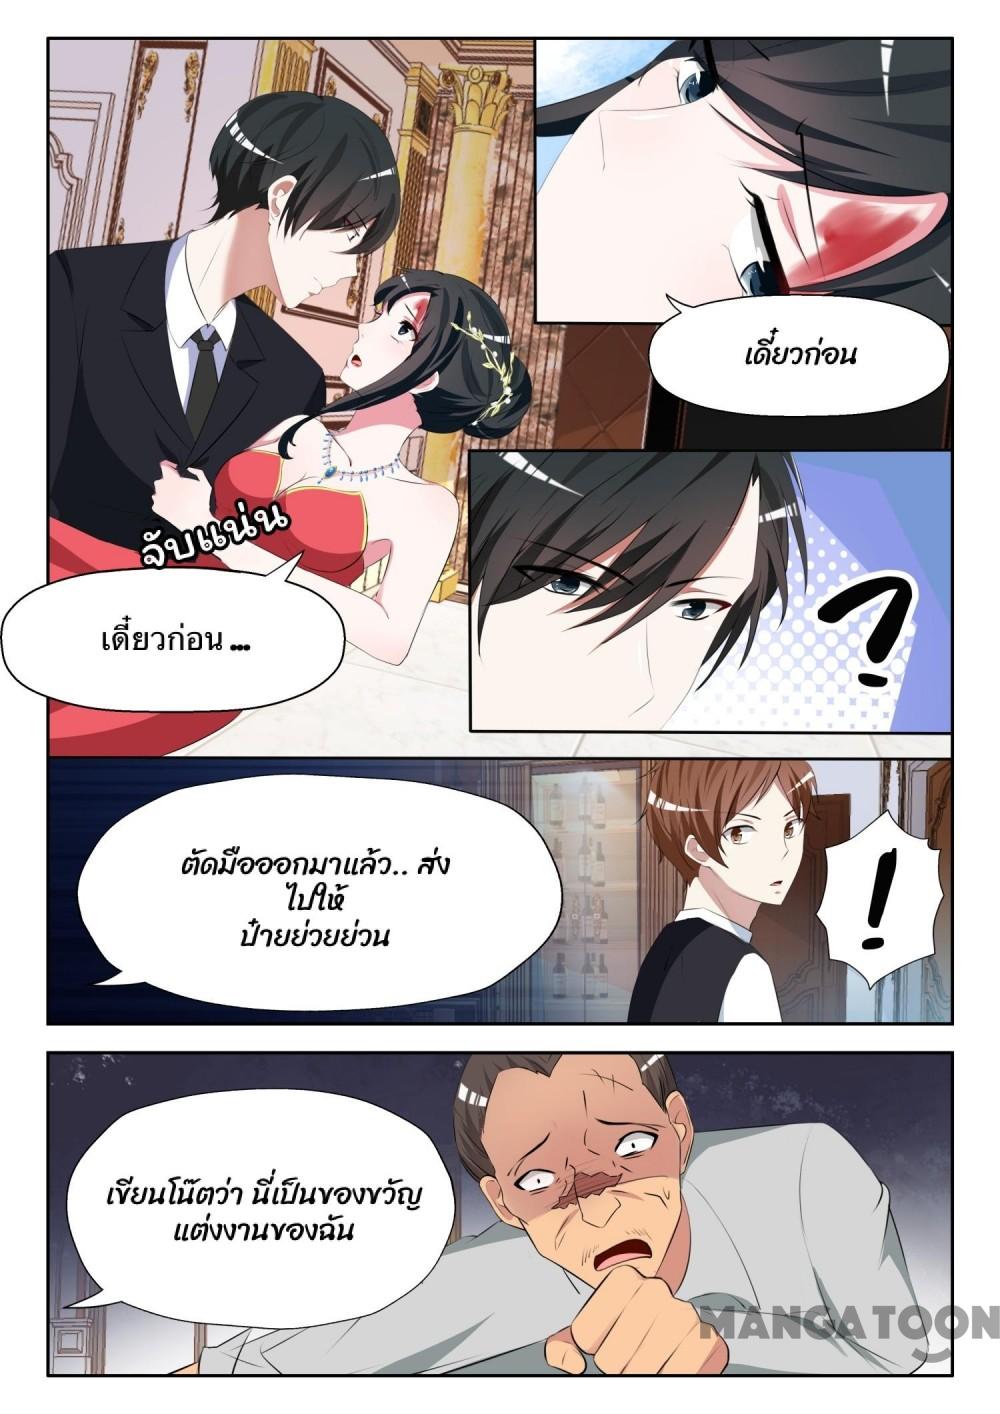 เดี๋ยวก่อน
จับแน่น
เดี๋ยวก่อน ...
?
ตัดมือออกมาแล้ว.. ส่ง
ไปให้
ป๋ายย่วยย่วน
!
เขียนโน๊ตว่า นี่เป็นของขวัญ
แต่งงานของฉัน
MANGATOON